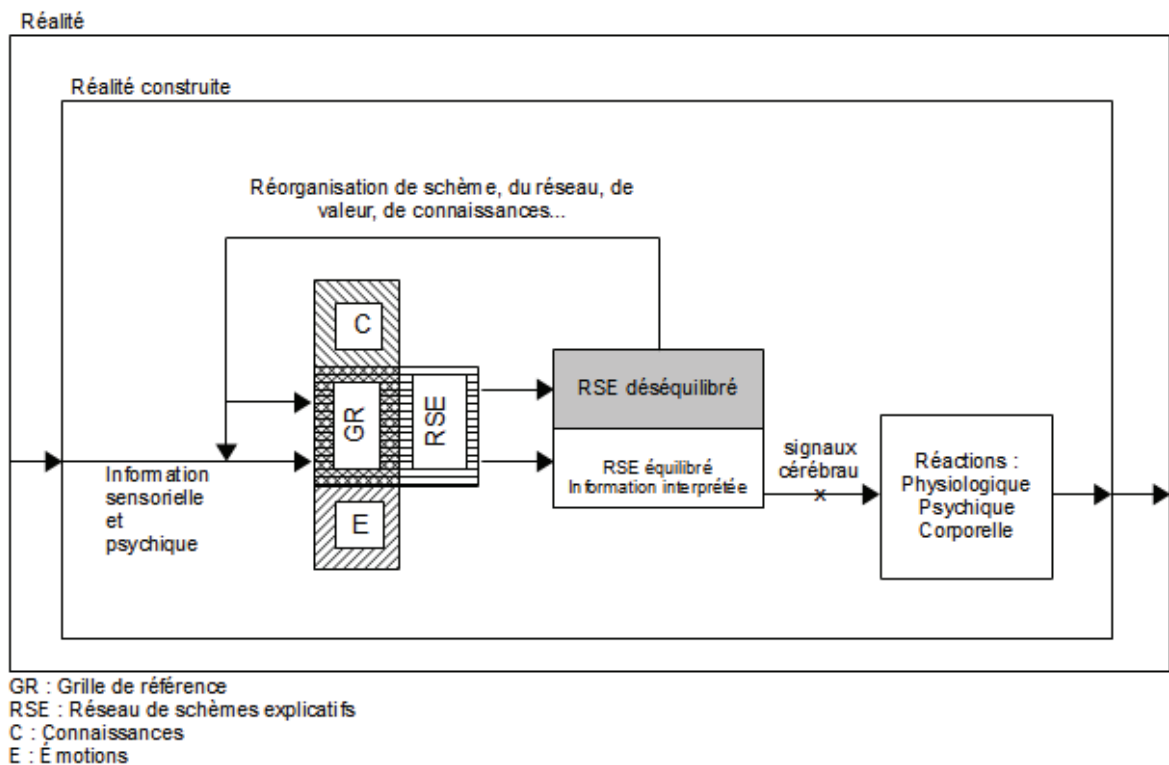 Réalité
Réalité construite
Réorganisation de schème, du réseau, de
valeur, de connaissances...
C
GR
RSE
E
Information
sensorielle
et
psychique
RSE déséquilibré
RSE équilibré
Information interprétée
signaux
cérébrau
x
Réactions :
Physiologique
Psychique
Corporelle
GR : Grille de référence
RSE : Réseau de schèmes explicatifs
C : Connaissances
E : Émotions